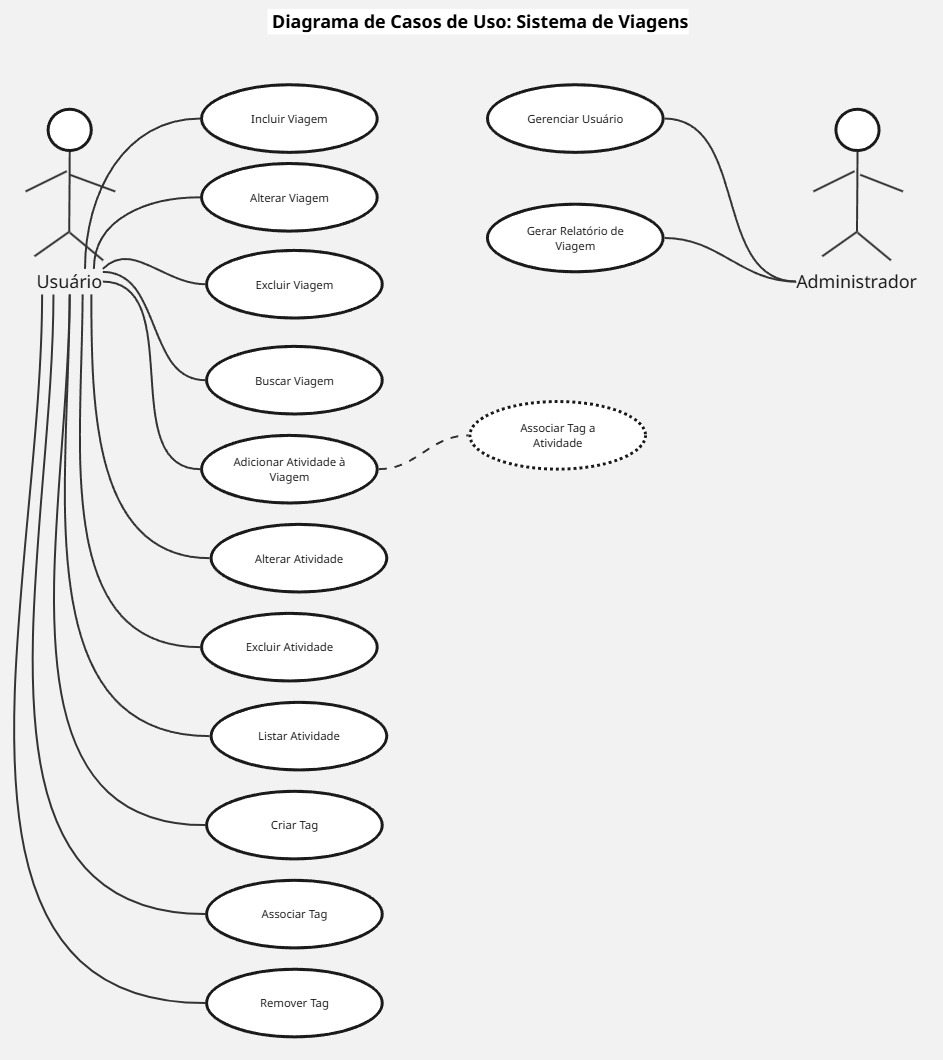 Diagrama de Casos de Uso: Sistema de Viagens
Incluir Viagem
Gerenciar Usuário
Alterar Viagem
Gerar Relatório de
Viagem
Usuário
Excluir Viagem
Administrador
Buscar Viagem
Adicionar Atividade à
Viagem
Associar Tag a
Atividade
Alterar Atividade
Excluir Atividade
Listar Atividade
Criar Tag
Associar Tag
Remover Tag